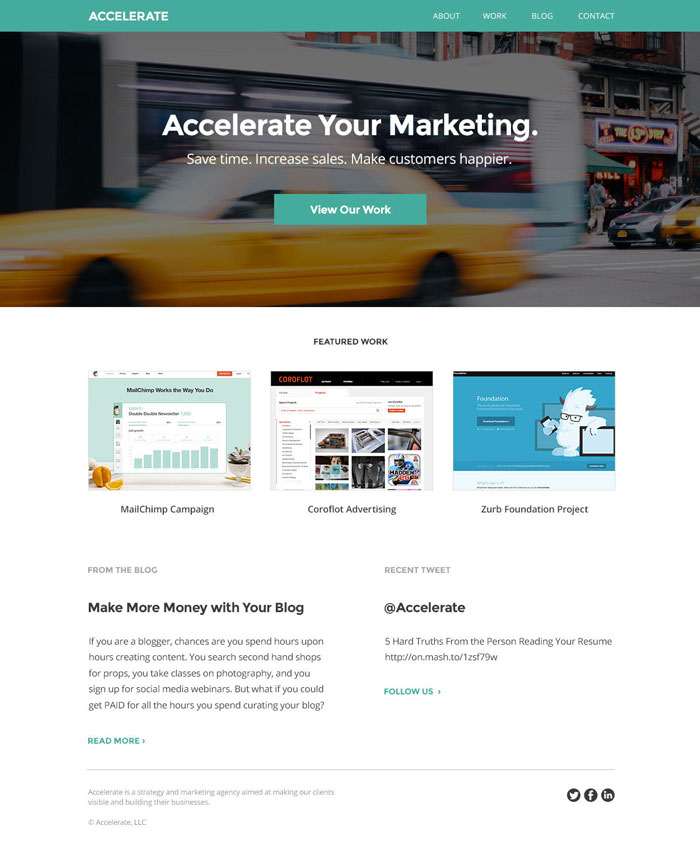 ACCELERATE
ABOUT
WORK
BLOG
CONTACT
Accelerate Your Marketing.
Save time. Increase sales. Make customers happier.
View Our Work
FEATURED WORK
MailChimp Works the Way You Do
Double Double Newsletter
COROFLOT
Projects
MADDEN
Foundation
Foundation
MailChimp Campaign
Coroflot Advertising
Zurb Foundation Project
FROM THE BLOG
Make More Money with Your Blog
If you are a blogger, chances are you spend hours upon
hours creating content. You search second hand shops
for props, you take classes on photography, and you
sign up for social media webinars. But what if you could
get PAID for all the hours you spend curating your blog?
READ MORE ›
RECENT TWEET
@Accelerate
5 Hard Truths From the Person Reading Your Resume
http://on.mash.to/1zsf79w
FOLLOW US ›
Accelerate is a strategy and marketing agency aimed at making our clients
visible and building their businesses.
© Accelerate, LLC